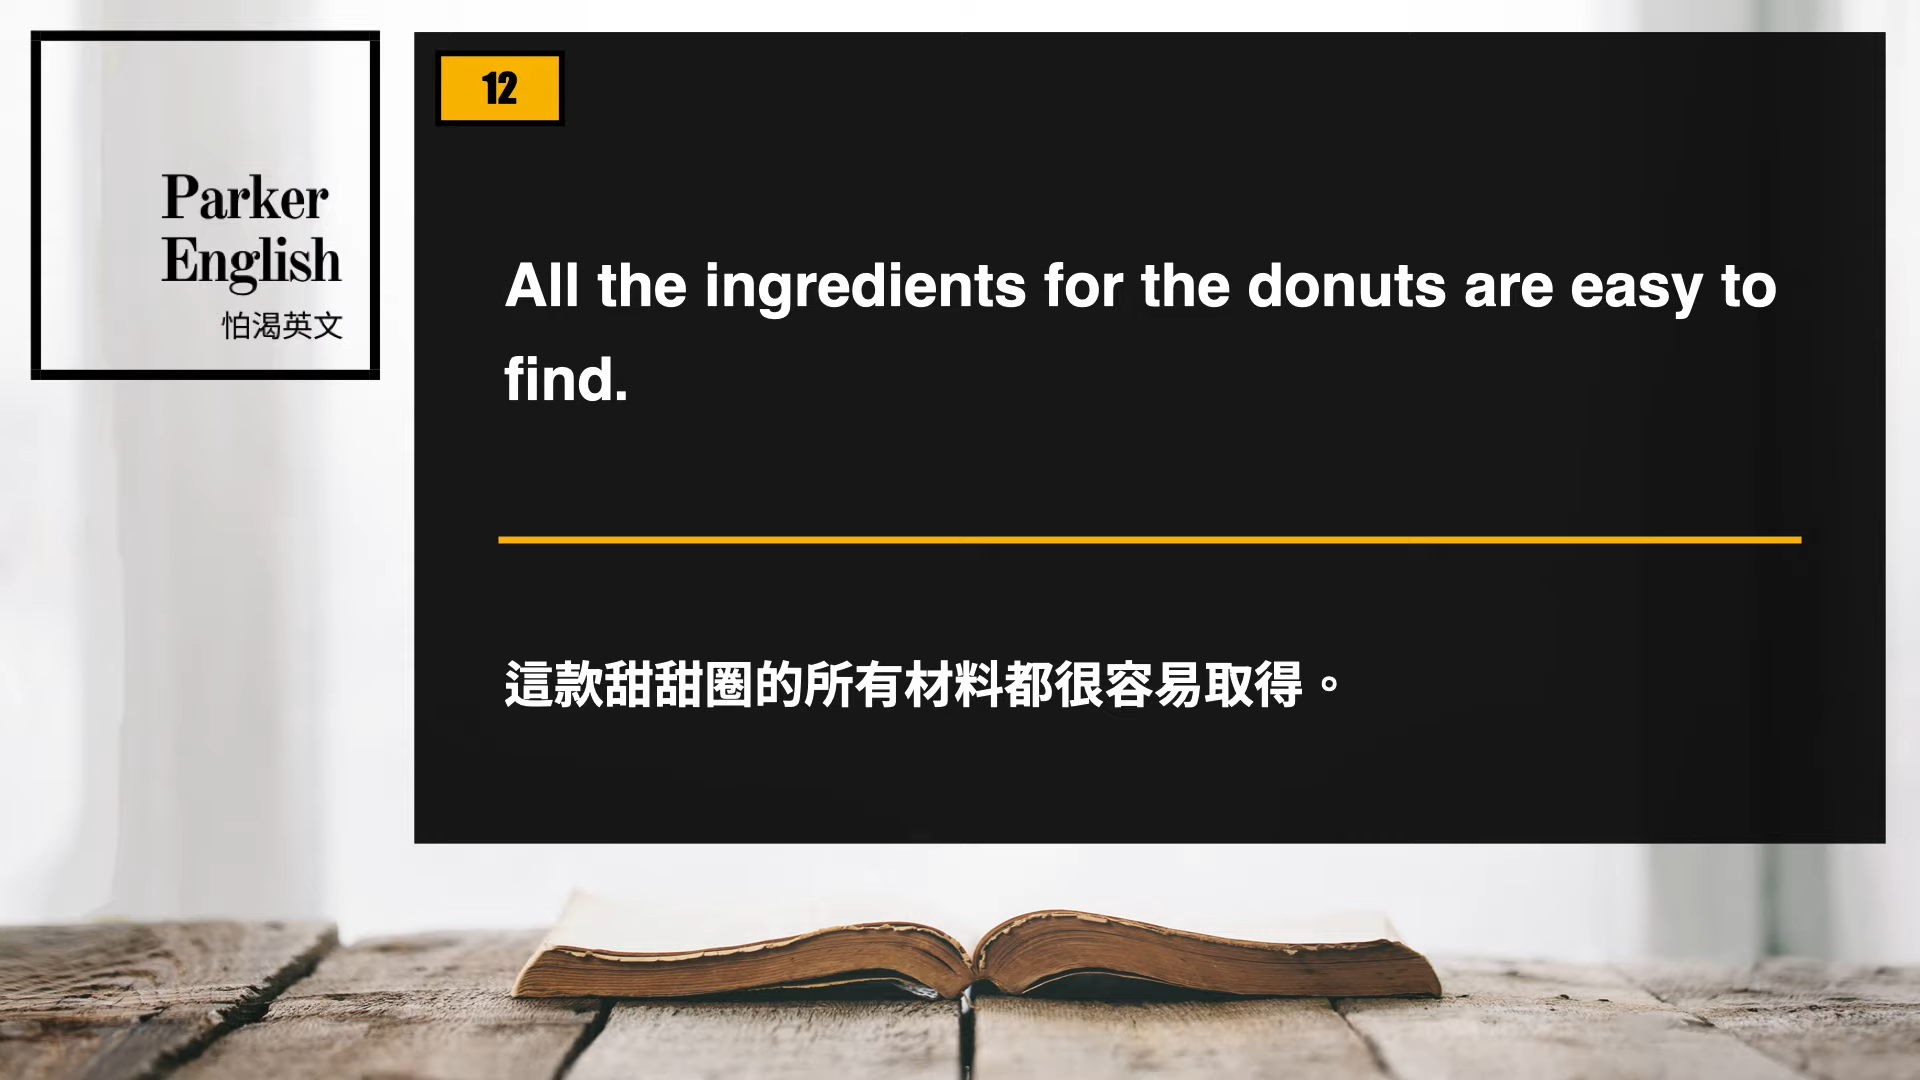 Parker
English
怕渴英文
12
All the ingredients for the donuts are easy to
find.
這款甜甜圈的所有材料都很容易取得。